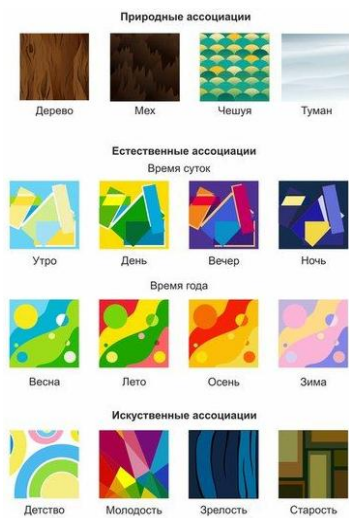 Природные ассоциации
Дерево Мех Чешуя Туман
Естественные ассоциации
Время суток
Утро День Вечер Ночь
Время года
Весна Лето Осень Зима
Искуственные ассоциации
Детство Молодость Зрелость Старость